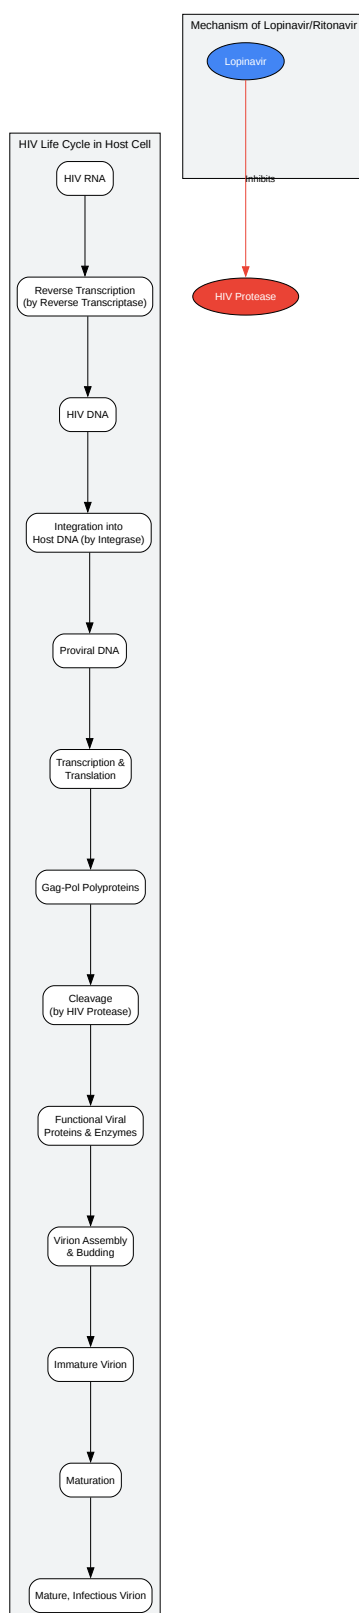 Mechanism of Lopinavir/Ritonavir
Lopinavir
Inhibits
HIV Protease
HIV Life Cycle in Host Cell
HIV RNA
Reverse Transcription
(by Reverse Transcriptase)
HIV DNA
Integration into
Host DNA (by Integrase)
Proviral DNA
Transcription &
Translation
Gag-Pol Polyproteins
Cleavage
(by HIV Protease)
Functional Viral
Proteins & Enzymes
Virion Assembly
& Budding
Immature Virion
Maturation
Mature, Infectious Virion